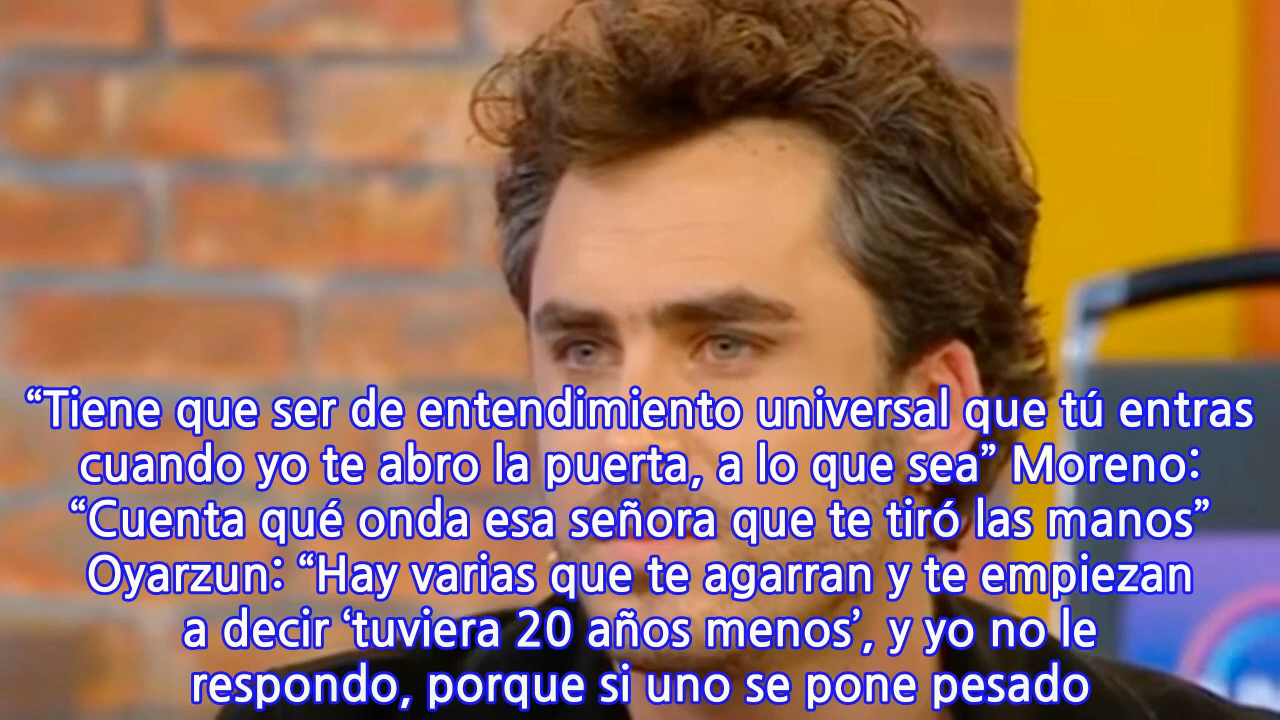 “Tiene que ser de entendimiento universal que tú entras
cuando yo te abro la puerta, a lo que sea” Moreno:
“Cuenta qué onda esa señora que te tiró las manos”
Oyarzun: “Hay varias que te agarran y te empiezan
a decir ‘tuviera 20 años menos’, y yo no le
respondo, porque si uno se pone pesado